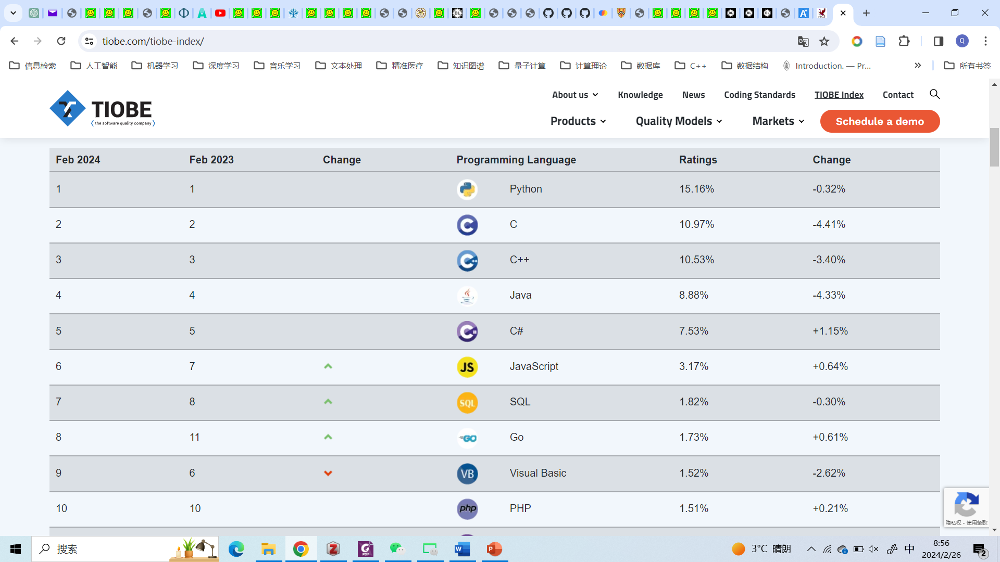 tiobe.com/tiobe-index/
Q
信息检索 人工智能 机器学习 深度学习 音乐学习 文本处理 精准医疗 知识图谱 量子计算 计算理论 数据库 C++ 数据结构 Introduction. — Pr... 所有书签
TIOBE
the software quality company
About us Knowledge News Coding Standards TIOBE Index Contact
Products Quality Models Markets Schedule a demo
Feb 2024 Feb 2023 Change Programming Language Ratings Change
1 1 Python 15.16% -0.32%
2 2 C 10.97% -4.41%
3 3 C++ 10.53% -3.40%
4 4 Java 8.88% -4.33%
5 5 C# 7.53% +1.15%
6 7 JS JavaScript 3.17% +0.64%
7 8 SQL SQL 1.82% -0.30%
8 11 GO Go 1.73% +0.61%
9 6 VB Visual Basic 1.52% -2.62%
10 10 php PHP 1.51% +0.21%
隐私权 - 使用条款
搜索
3°C 晴朗
中
8:56
2024/2/26
2